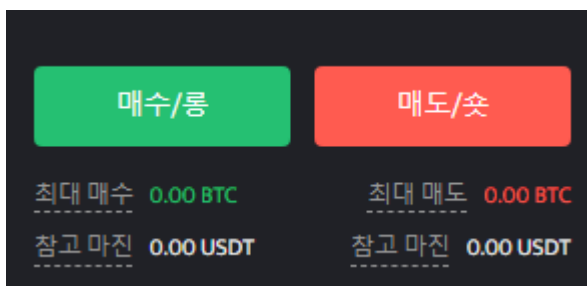 매수/롱 매도/숏
최대 매수 0.00 BTC 최대 매도 0.00 BTC
참고 마진 0.00 USDT 참고 마진 0.00 USDT